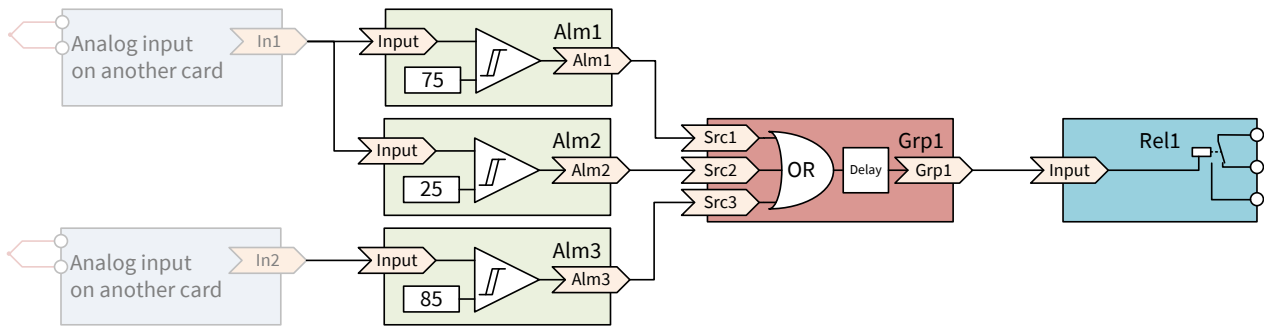 Analog input
on another card
In1
Input
75
Alm1
Alm1
Input
25
Alm2
Alm2
Analog input
on another card
In2
Input
85
Alm3
Alm3
Src1
Src2
Src3
OR
Delay
Grp1
Grp1
Input
Rel1